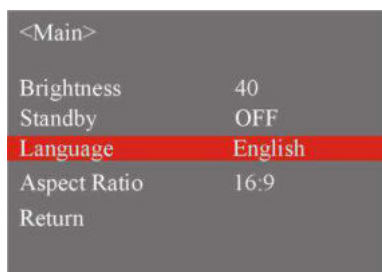 <Main>
Brightness 40
Standby OFF
Language English
Aspect Ratio 16:9
Return